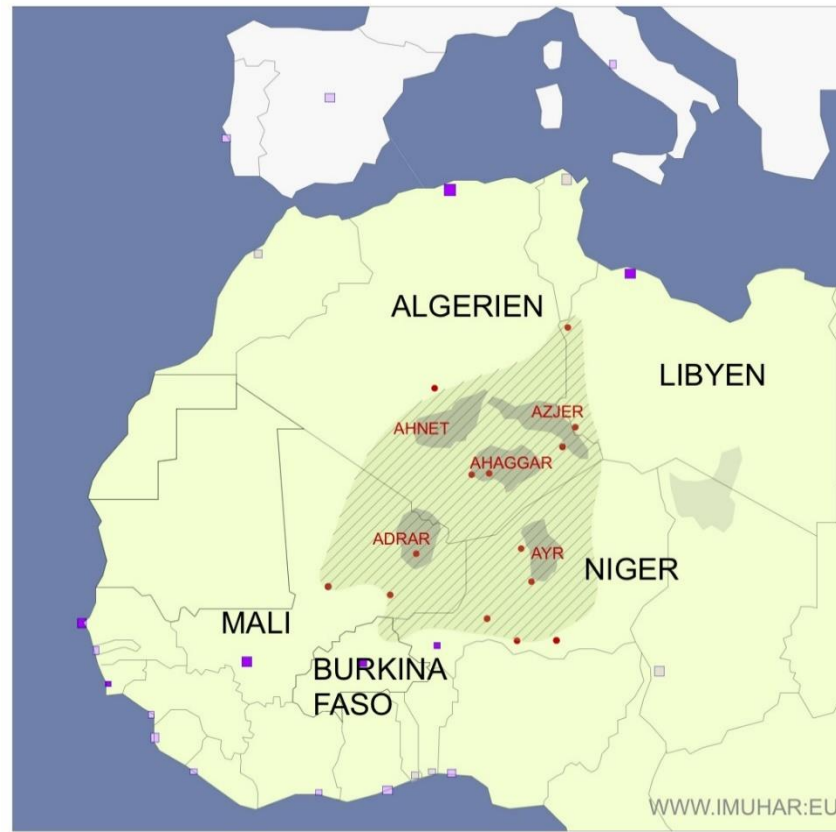 ALGERIEN
LIBYEN
AZJER
AHNET
AHAGGAR
ADRAR
AYR
NIGER
MALI
BURKINA
FASO
WWW.IMUHAR:EU